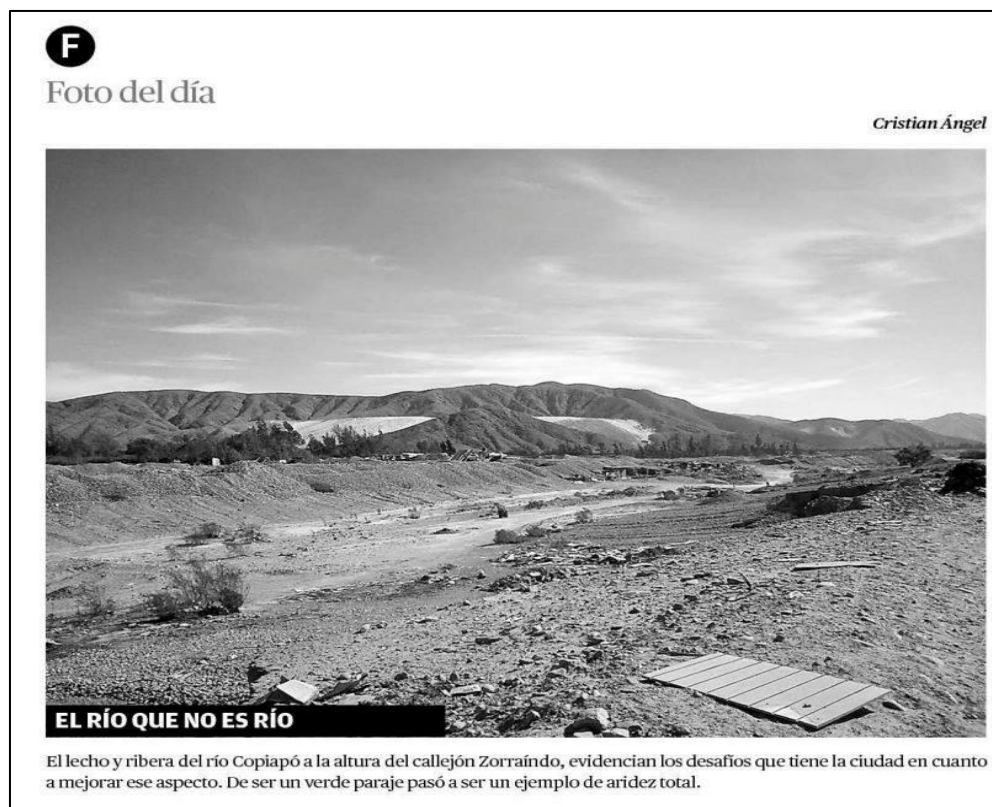 F
Foto del día
Cristian Ángel
EL RÍO QUE NO ES RÍO
El lecho y ribera del río Copiapó a la altura del callejón Zorraíndo, evidencian los desafíos que tiene la ciudad en cuanto
a mejorar ese aspecto. De ser un verde paraje pasó a ser un ejemplo de aridez total.